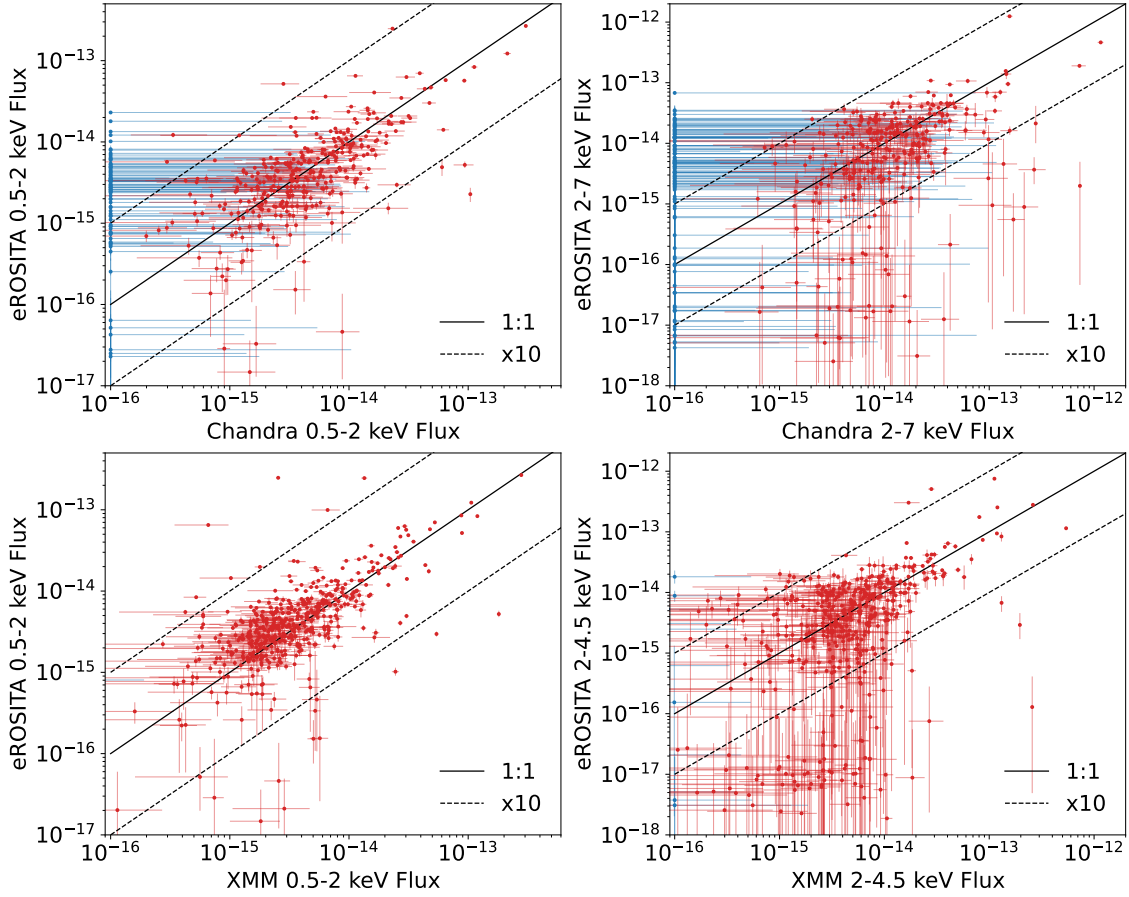 10⁻¹³
10⁻¹⁴
10⁻¹⁵
10⁻¹⁶
10⁻¹⁷
eROSITA 0.5-2 keV Flux
1:1
x10
10⁻¹⁶ 10⁻¹⁵ 10⁻¹⁴ 10⁻¹³
Chandra 0.5-2 keV Flux
10⁻¹²
10⁻¹³
10⁻¹⁴
10⁻¹⁵
10⁻¹⁶
10⁻¹⁷
10⁻¹⁸
eROSITA 2-7 keV Flux
1:1
x10
10⁻¹⁶ 10⁻¹⁵ 10⁻¹⁴ 10⁻¹³ 10⁻¹²
Chandra 2-7 keV Flux
10⁻¹³
10⁻¹⁴
10⁻¹⁵
10⁻¹⁶
10⁻¹⁷
eROSITA 0.5-2 keV Flux
1:1
x10
10⁻¹⁶ 10⁻¹⁵ 10⁻¹⁴ 10⁻¹³
XMM 0.5-2 keV Flux
10⁻¹²
10⁻¹³
10⁻¹⁴
10⁻¹⁵
10⁻¹⁶
10⁻¹⁷
10⁻¹⁸
eROSITA 2-4.5 keV Flux
1:1
x10
10⁻¹⁶ 10⁻¹⁵ 10⁻¹⁴ 10⁻¹³ 10⁻¹²
XMM 2-4.5 keV Flux